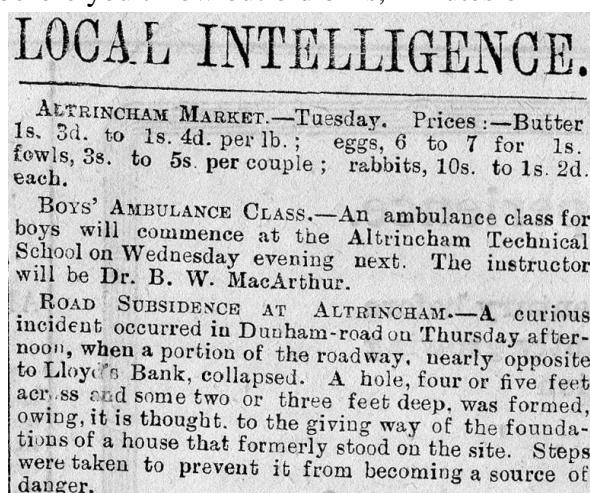 LOCAL INTELLIGENCE.
ALTRINCHAM MARKET.—Tuesday. Prices :—Butter
1s. 3d. to 1s. 4d. per lb. ; eggs, 6 to 7 for 1s.
fowls, 3s. to 5s. per couple ; rabbits, 10s. to 1s. 2d.
each.
BOYS' AMBULANCE CLASS.—An ambulance class for
boys will commence at the Altrincham Technical
School on Wednesday evening next. The instructor
will be Dr. B. W. MacArthur.
ROAD SUBSIDENCE AT ALTRINCHAM.—A curious
incident occurred in Dunham-road on Thursday after-
noon, when a portion of the roadway, nearly opposite
to Lloyd's Bank, collapsed. A hole, four or five feet
across and some two or three feet deep, was formed,
owing, it is thought, to the giving way of the founda-
tions of a house that formerly stood on the site. Steps
were taken to prevent it from becoming a source of
danger.